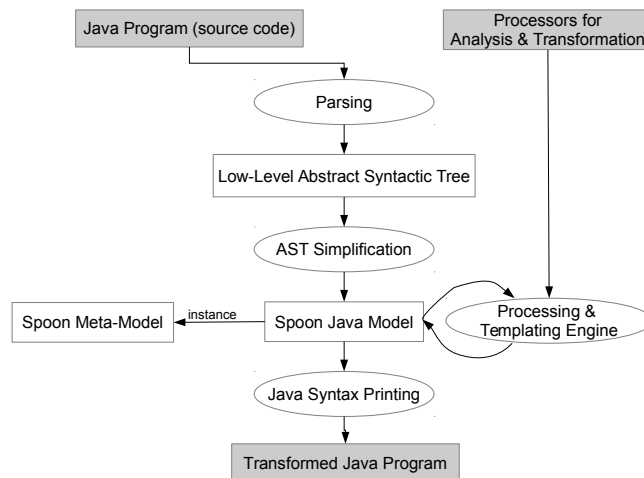 Java Program (source code)
Processors for
Analysis & Transformation
Parsing
Low-Level Abstract Syntactic Tree
AST Simplification
Spoon Meta-Model
instance
Spoon Java Model
Processing &
Templating Engine
Java Syntax Printing
Transformed Java Program